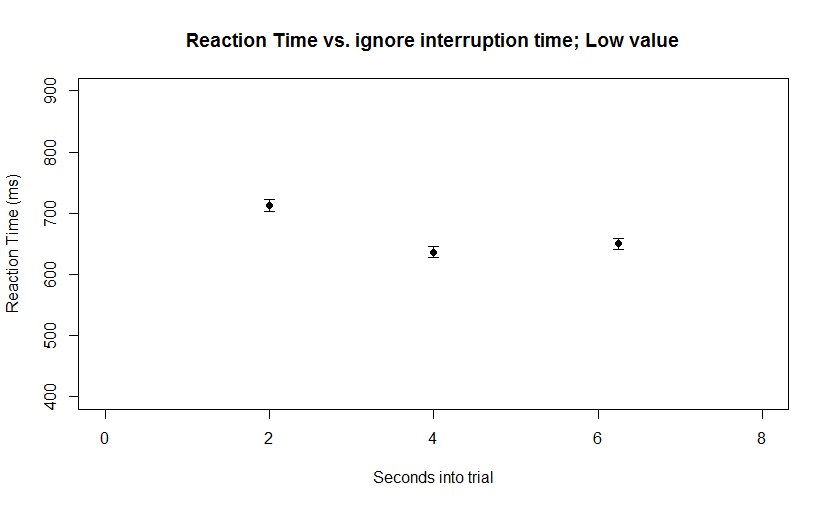 Reaction Time vs. ignore interruption time; Low value
Reaction Time (ms)
900
800
700
600
500
400
0 2 4 6 8
Seconds into trial